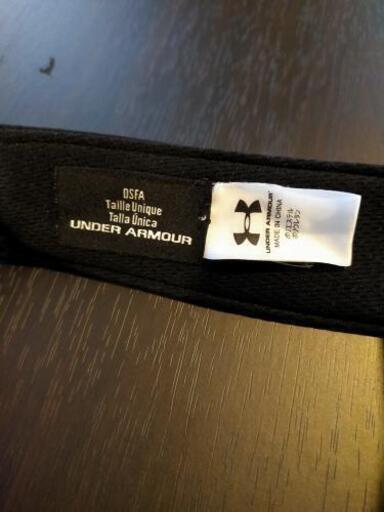 OSFA
Taille Unique
Talla Única
UNDER ARMOUR
UNDER ARMOUR
MADE IN CHINA